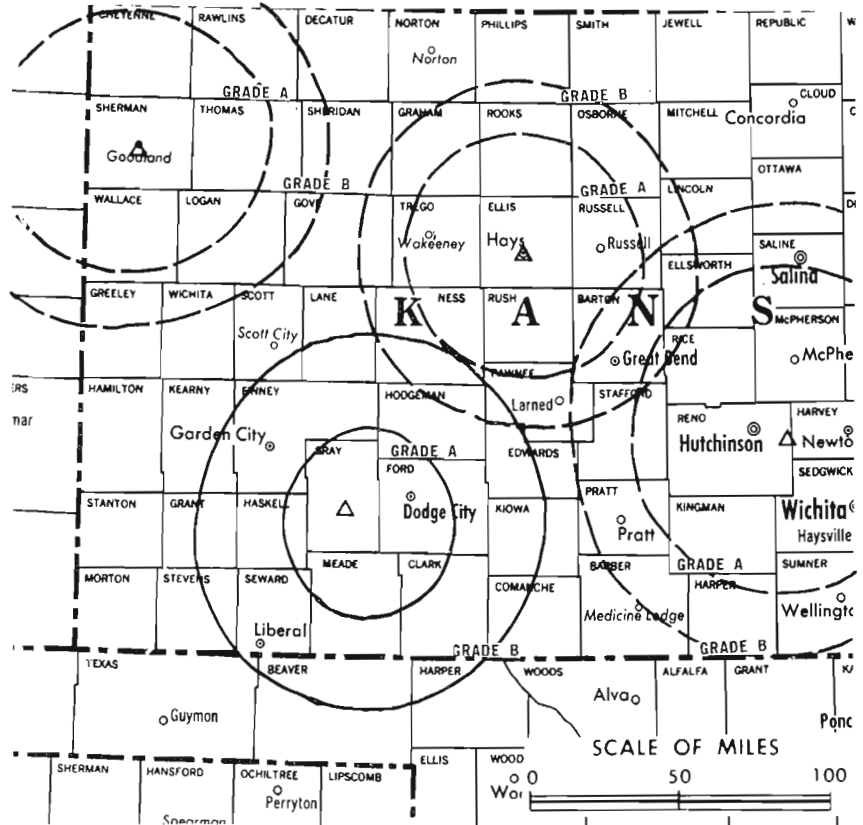 CHEYENNE RAWLINS DECATUR NORTON PHILLIPS SMITH JEWELL REPUBLIC
Norton
GRADE A GRADE B
CLOUD
SHERMAN THOMAS SHERIDAN GRAHAM ROOKS OSBORNE MITCHELL Concordia
Goodland
OTTAWA
GRADE B GRADE A LINCOLN
WALLACE LOGAN GOVE TREGO ELLIS RUSSELL
Wakeeney Hays Russell SALINE
ELLSWORTH Salina
GREELEY WICHITA SCOTT LANE NESS RUSH BARTON
K A N S
McPHERSON
Scott City RICE
Great Bend McPhe
PAWNEE
HAMILTON KEARNY FINNEY HODGEMAN Larned STAFFORD
ERS
mar
RENO HARVEY
Garden City Hutchinson Newto
GRAY GRADE A EDWARDS
FORD SEDGWICK
STANTON GRANT HASKELL Dodge City KIOWA PRATT KINGMAN Wichita
Pratt Haysville
MEADE CLARK BARBER GRADE A SUMNER
MORTON STEVENS SEWARD COMANCHE HARPER
Medicine Lodge Wellingto
Liberal
GRADE B GRADE B
TEXAS BEAVER HARPER WOODS ALFALFA GRANT KA
Alva
Guymon Ponc
SCALE OF MILES
SHERMAN HANSFORD OCHILTREE LIPSCOMB ELLIS WOOD
0 50 100
Perryton Woo
Spearman